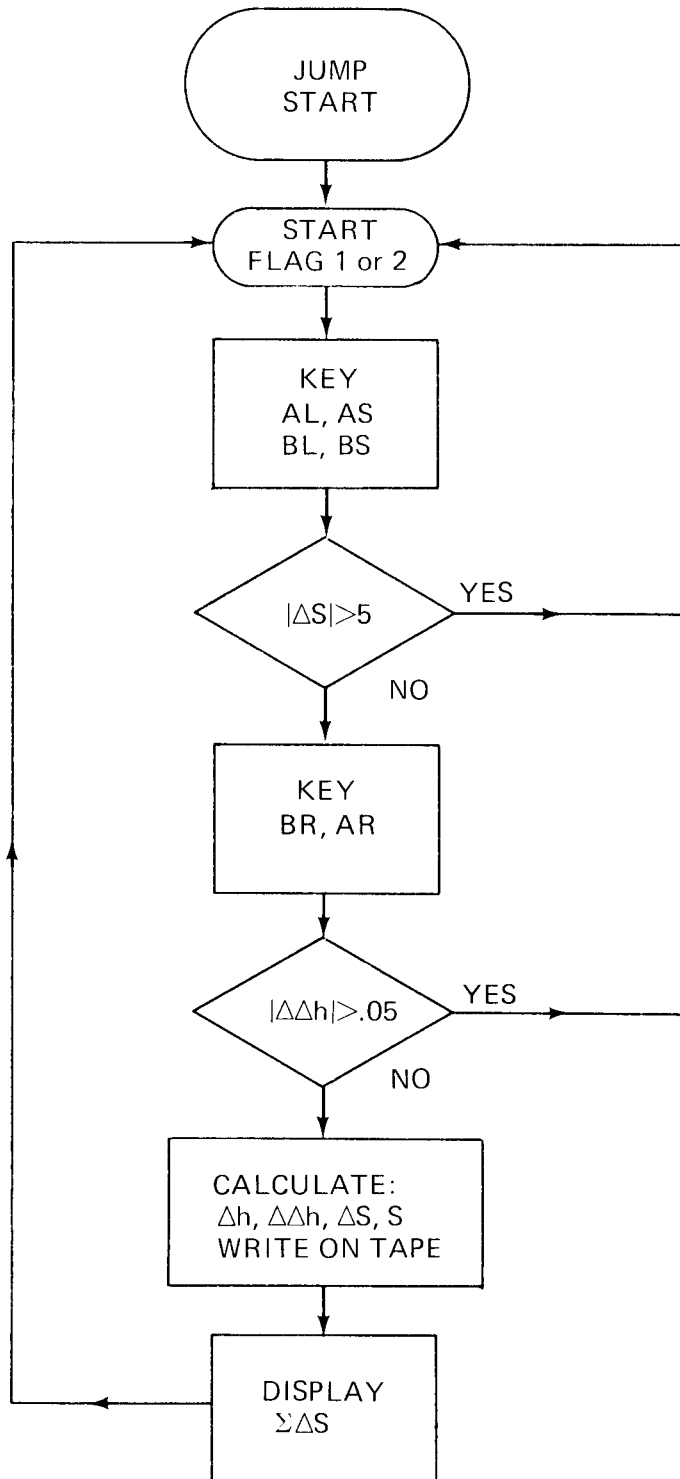 JUMP
START
START
FLAG 1 or 2
KEY
AL, AS
BL, BS
|ΔS|>5
YES
NO
KEY
BR, AR
|ΔΔh|>.05
YES
NO
CALCULATE:
Δh, ΔΔh, ΔS, S
WRITE ON TAPE
DISPLAY
ΣΔS